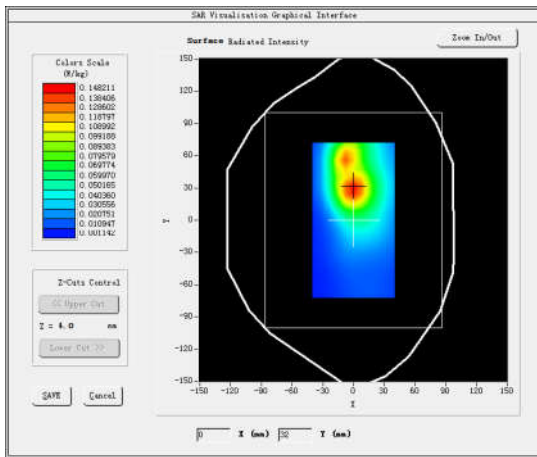 SAR Visualisation Graphical Interface
Surface Radiated Intensity
Zoom In/Out
Colors Scale
(W/kg)
0.148211
0.138406
0.128602
0.118797
0.108992
0.099188
0.089383
0.079579
0.069774
0.059970
0.050165
0.040360
0.030556
0.020751
0.010947
0.001142
150
120
90
60
30
0
-30
-60
-90
-120
-150
Y
-150 -120 -90 -60 -30 0 30 60 90 120 150
X
Z-Cuts Control
<< Upper Cut
Z = 4.0 mm
Lower Cut >>
SAVE
Cancel
0 X (mm) 32 Y (mm)